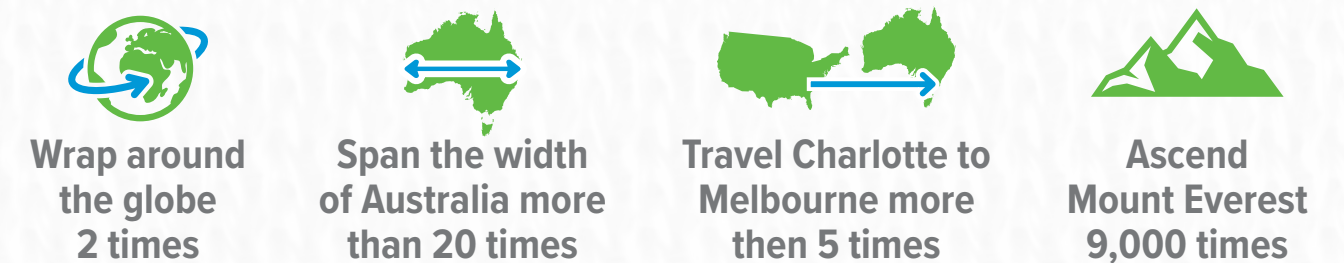 Wrap around
the globe
2 times
Span the width
of Australia more
than 20 times
Travel Charlotte to
Melbourne more
then 5 times
Ascend
Mount Everest
9,000 times